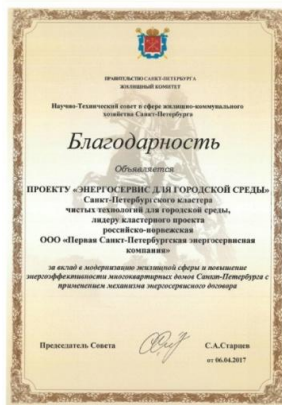 ПРАВИТЕЛЬСТВО САНКТ-ПЕТЕРБУРГА
ЖИЛИЩНЫЙ КОМИТЕТ
Научно-Технический совет в сфере жилищно-коммунального
хозяйства Санкт-Петербурга
Благодарность
Объявляется
ПРОЕКТУ «ЭНЕРГОСЕРВИС ДЛЯ ГОРОДСКОЙ СРЕДЫ»
Санкт-Петербургского кластера
чистых технологий для городской среды,
лидеру кластерного проекта
российско-норвежская
ООО «Первая Санкт-Петербургская энергосервисная
компания»
за вклад в модернизацию жилищной сферы и повышение
энергоэффективности многоквартирных домов Санкт-Петербурга с
применением механизма энергосервисного договора
Председатель Совета С.А.Старцев
от 06.04.2017